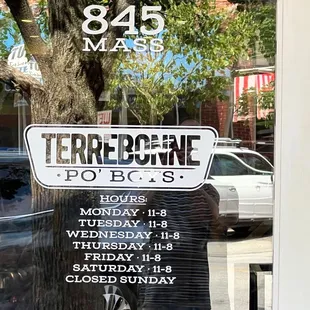 845
MASS
TERREBONNE
· PO' BOYS ·
HOURS:
MONDAY · 11-8
TUESDAY · 11-8
WEDNESDAY · 11-8
THURSDAY · 11-8
FRIDAY · 11-8
SATURDAY · 11-8
CLOSED SUNDAY